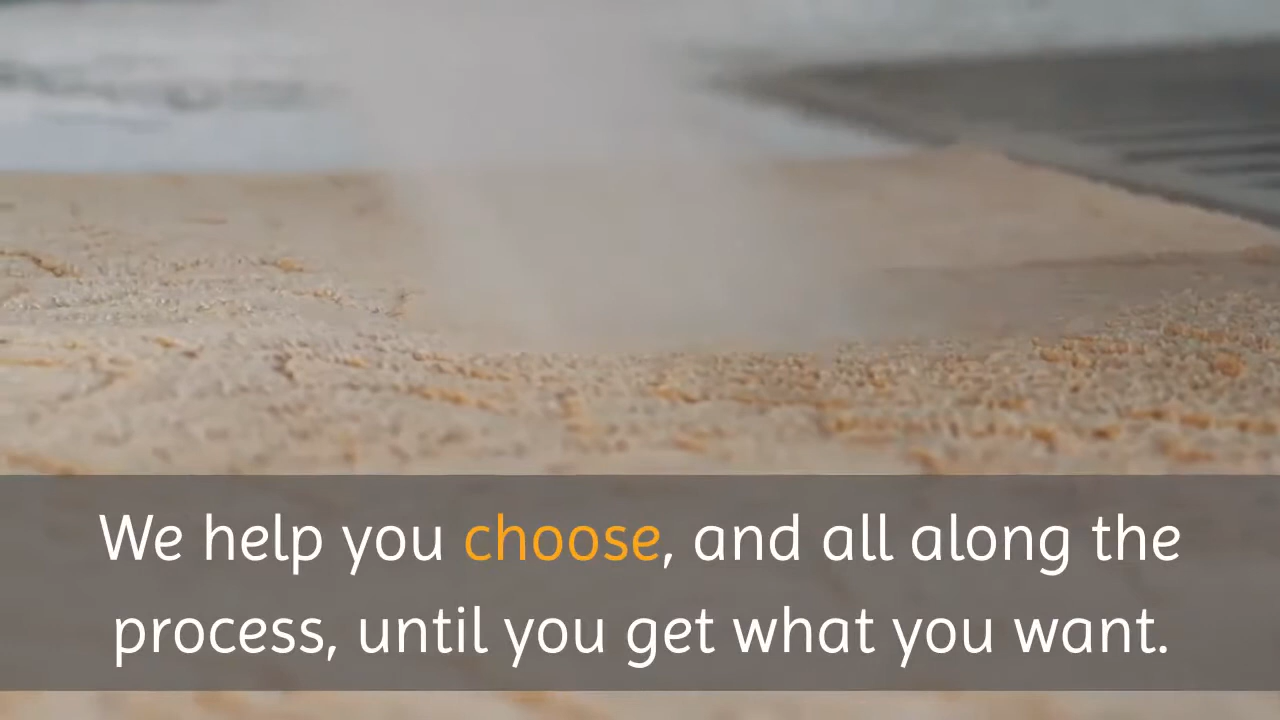 We help you choose, and all along the
process, until you get what you want.